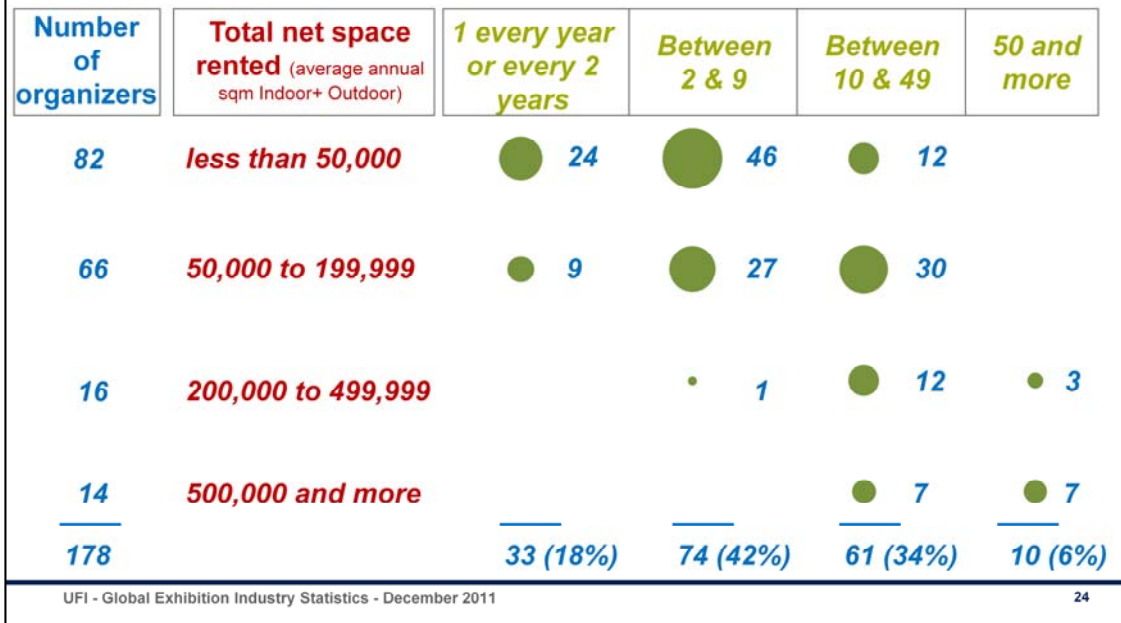 Number
of
organizers
Total net space
rented (average annual
sqm Indoor+ Outdoor)
1 every year
or every 2
years
Between
2 & 9
Between
10 & 49
50 and
more
82 less than 50,000 24 46 12
66 50,000 to 199,999 9 27 30
16 200,000 to 499,999 1 12 3
14 500,000 and more 7 7
178 33 (18%) 74 (42%) 61 (34%) 10 (6%)
UFI - Global Exhibition Industry Statistics - December 2011 24